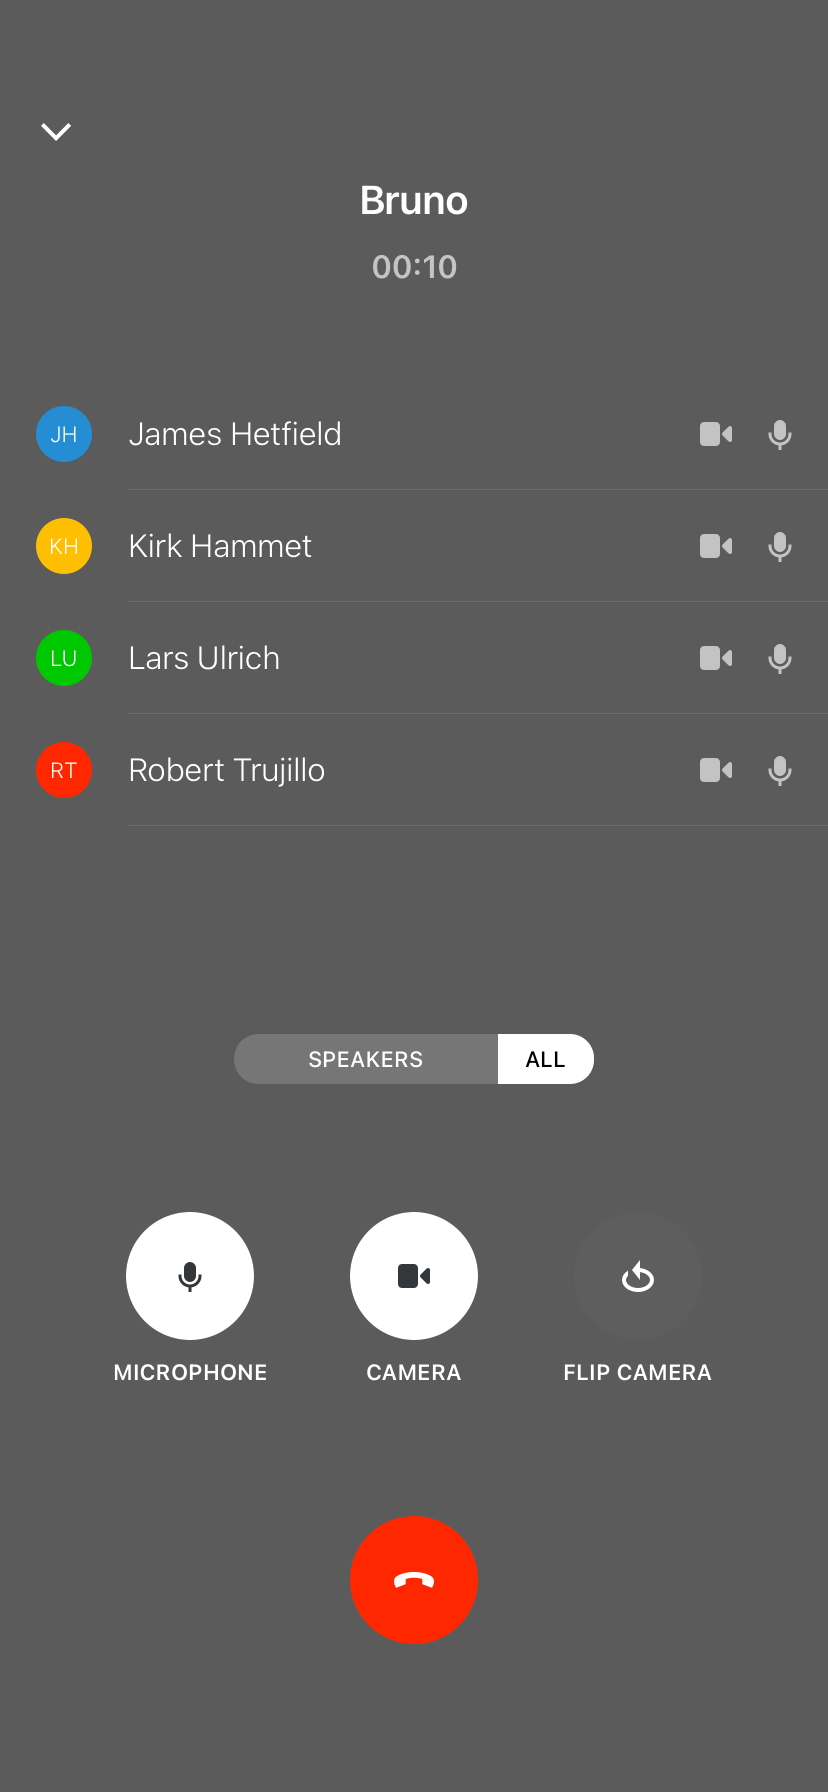 Bruno
00:10
JH James Hetfield
KH Kirk Hammet
LU Lars Ulrich
RT Robert Trujillo
SPEAKERS ALL
MICROPHONE CAMERA FLIP CAMERA